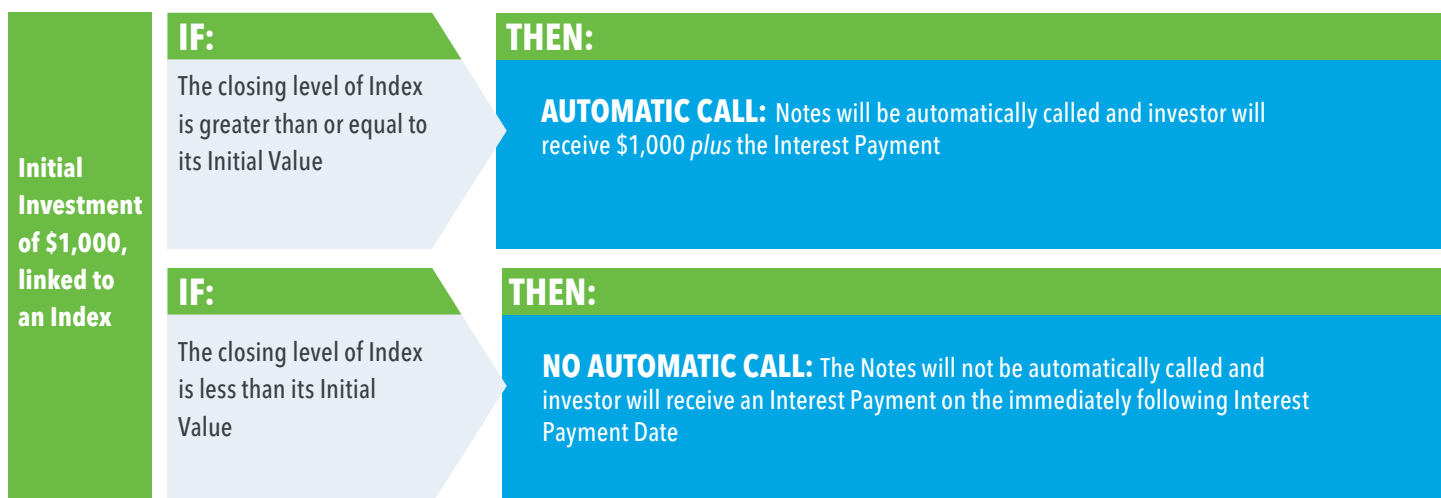 Initial
Investment
of $1,000,
linked to
an Index
IF:
The closing level of Index
is greater than or equal to
its Initial Value
THEN:
AUTOMATIC CALL: Notes will be automatically called and investor will
receive $1,000 plus the Interest Payment
IF:
The closing level of Index
is less than its Initial
Value
THEN:
NO AUTOMATIC CALL: The Notes will not be automatically called and
investor will receive an Interest Payment on the immediately following Interest
Payment Date